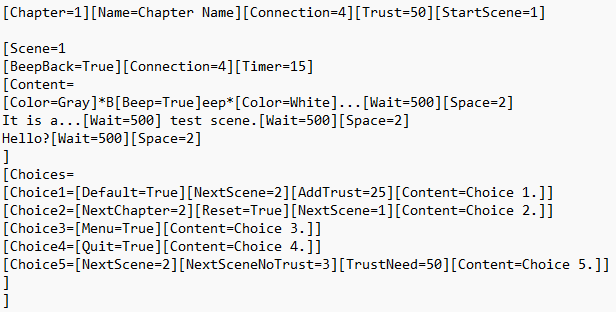 [Chapter=1][Name=Chapter Name][Connection=4][Trust=50][StartScene=1]
[Scene=1
[BeepBack=True][Connection=4][Timer=15]
[Content=
[Color=Gray]*B[Beep=True]eep*[Color=White]...[Wait=500][Space=2]
It is a...[Wait=500] test scene.[Wait=500][Space=2]
Hello?[Wait=500][Space=2]
]
[Choices=
[Choice1=[Default=True][NextScene=2][AddTrust=25][Content=Choice 1.]]
[Choice2=[NextChapter=2][Reset=True][NextScene=1][Content=Choice 2.]]
[Choice3=[Menu=True][Content=Choice 3.]]
[Choice4=[Quit=True][Content=Choice 4.]]
[Choice5=[NextScene=2][NextSceneNoTrust=3][TrustNeed=50][Content=Choice 5.]]
]
]